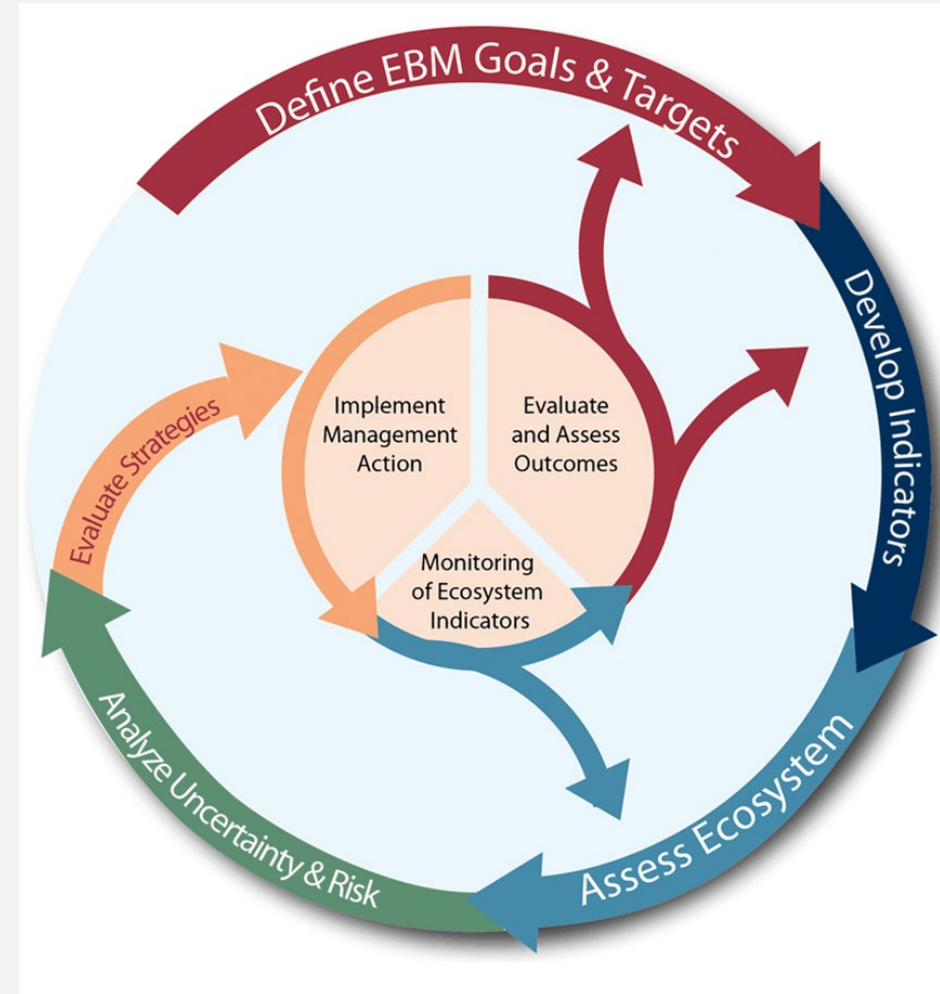 Define EBM Goals & Targets
Develop Indicators
Assess Ecosystem
Analyze Uncertainty & Risk
Evaluate Strategies
Implement
Management
Action
Evaluate
and Assess
Outcomes
Monitoring
of Ecosystem
Indicators